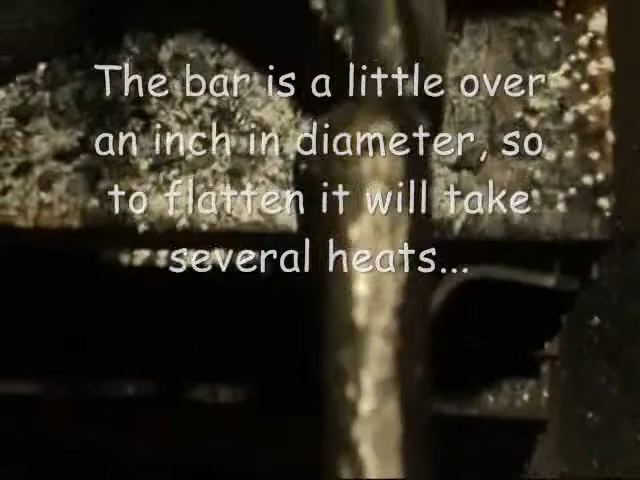 The bar is a little over
an inch in diameter, so
to flatten it will take
several heats...